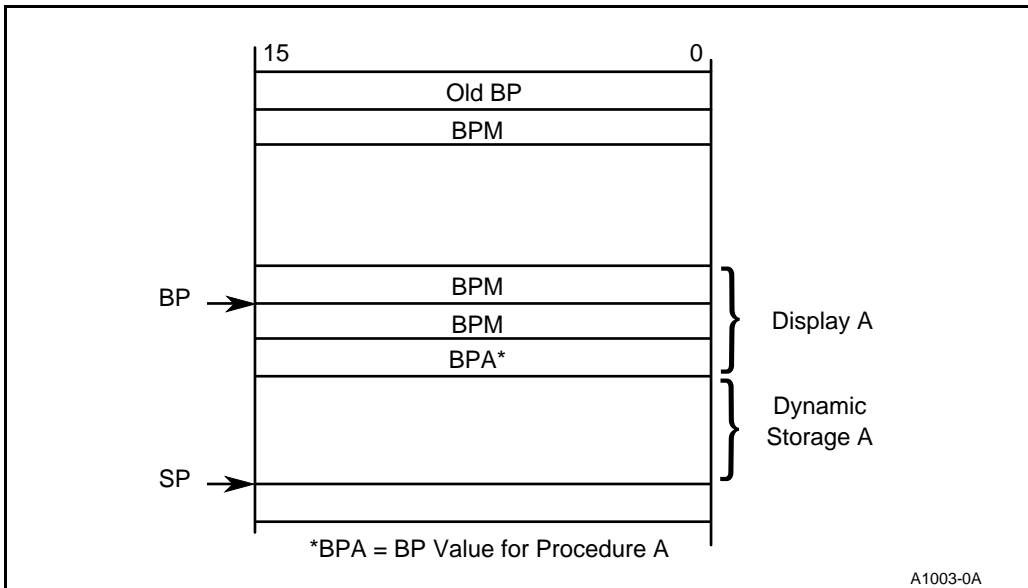 15 0
Old BP
BPM
BPM
BP
BPM
Display A
BPA*
Dynamic
Storage A
SP
*BPA = BP Value for Procedure A
A1003-0A